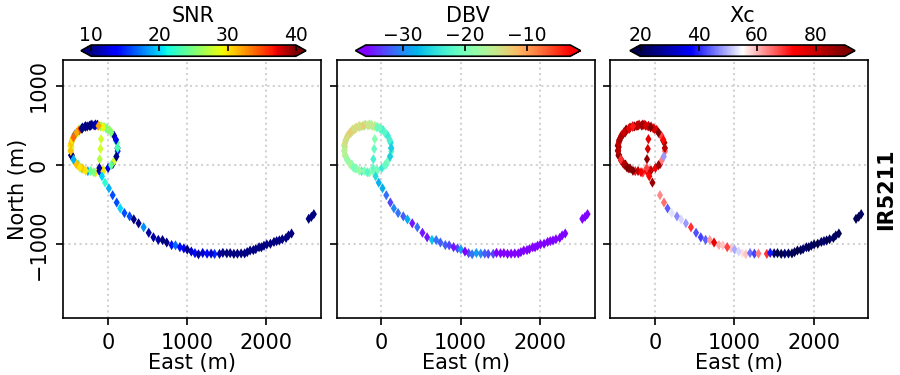 SNR DBV Xc
10 20 30 40 −30 −20 −10 20 40 60 80
1000
0
−1000
North (m)
IR5211
0 1000 2000 0 1000 2000 0 1000 2000
East (m) East (m) East (m)